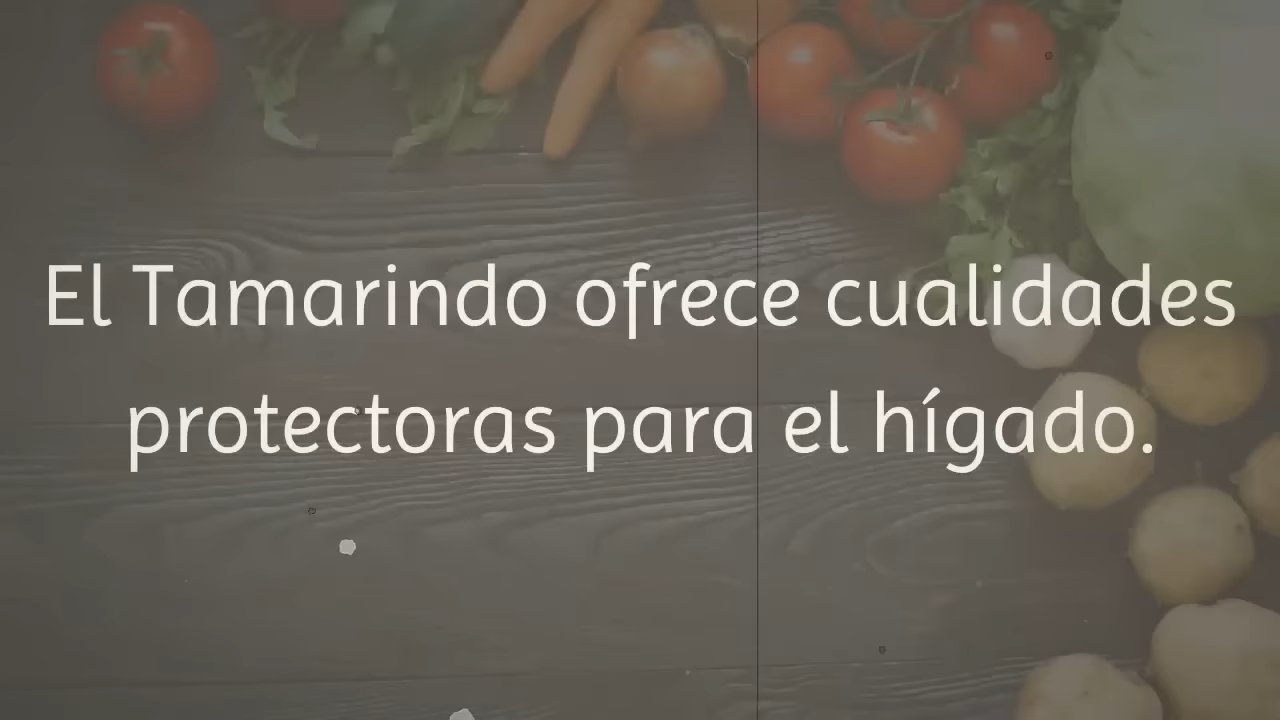 El Tamarindo ofrece cualidades
protectoras para el hígado.